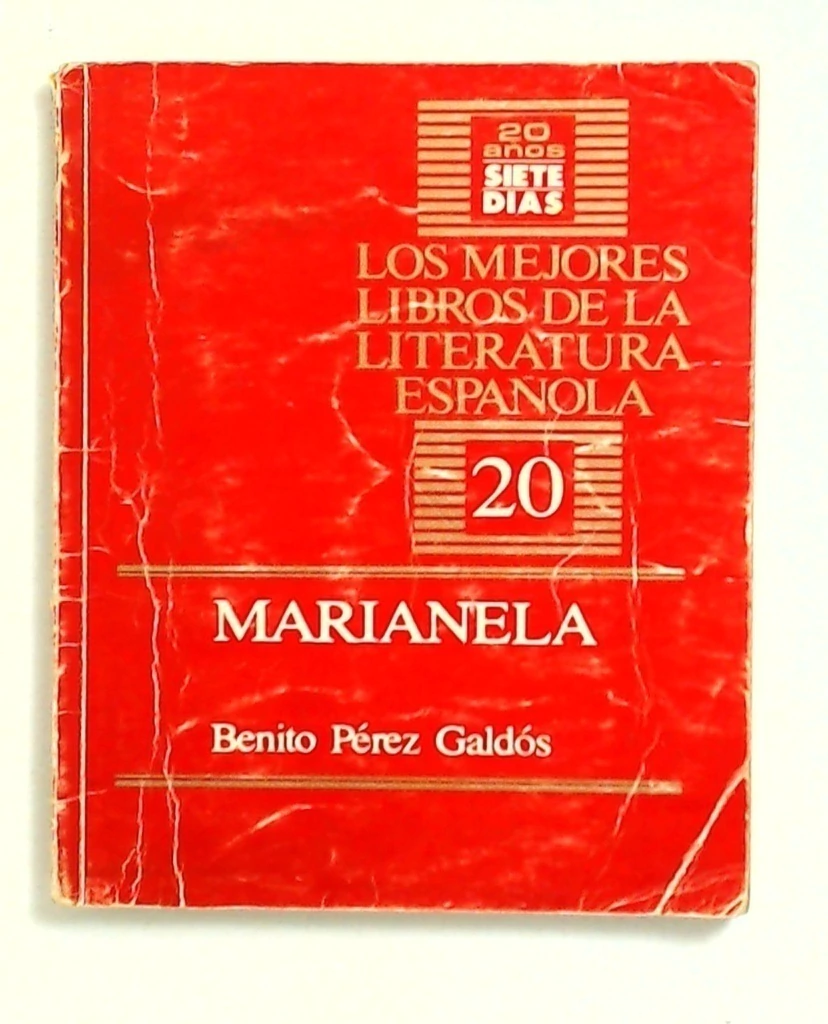 20
años
SIETE
DIAS
LOS MEJORES
LIBROS DE LA
LITERATURA
ESPAÑOLA
20
MARIANELA
Benito Pérez Galdós